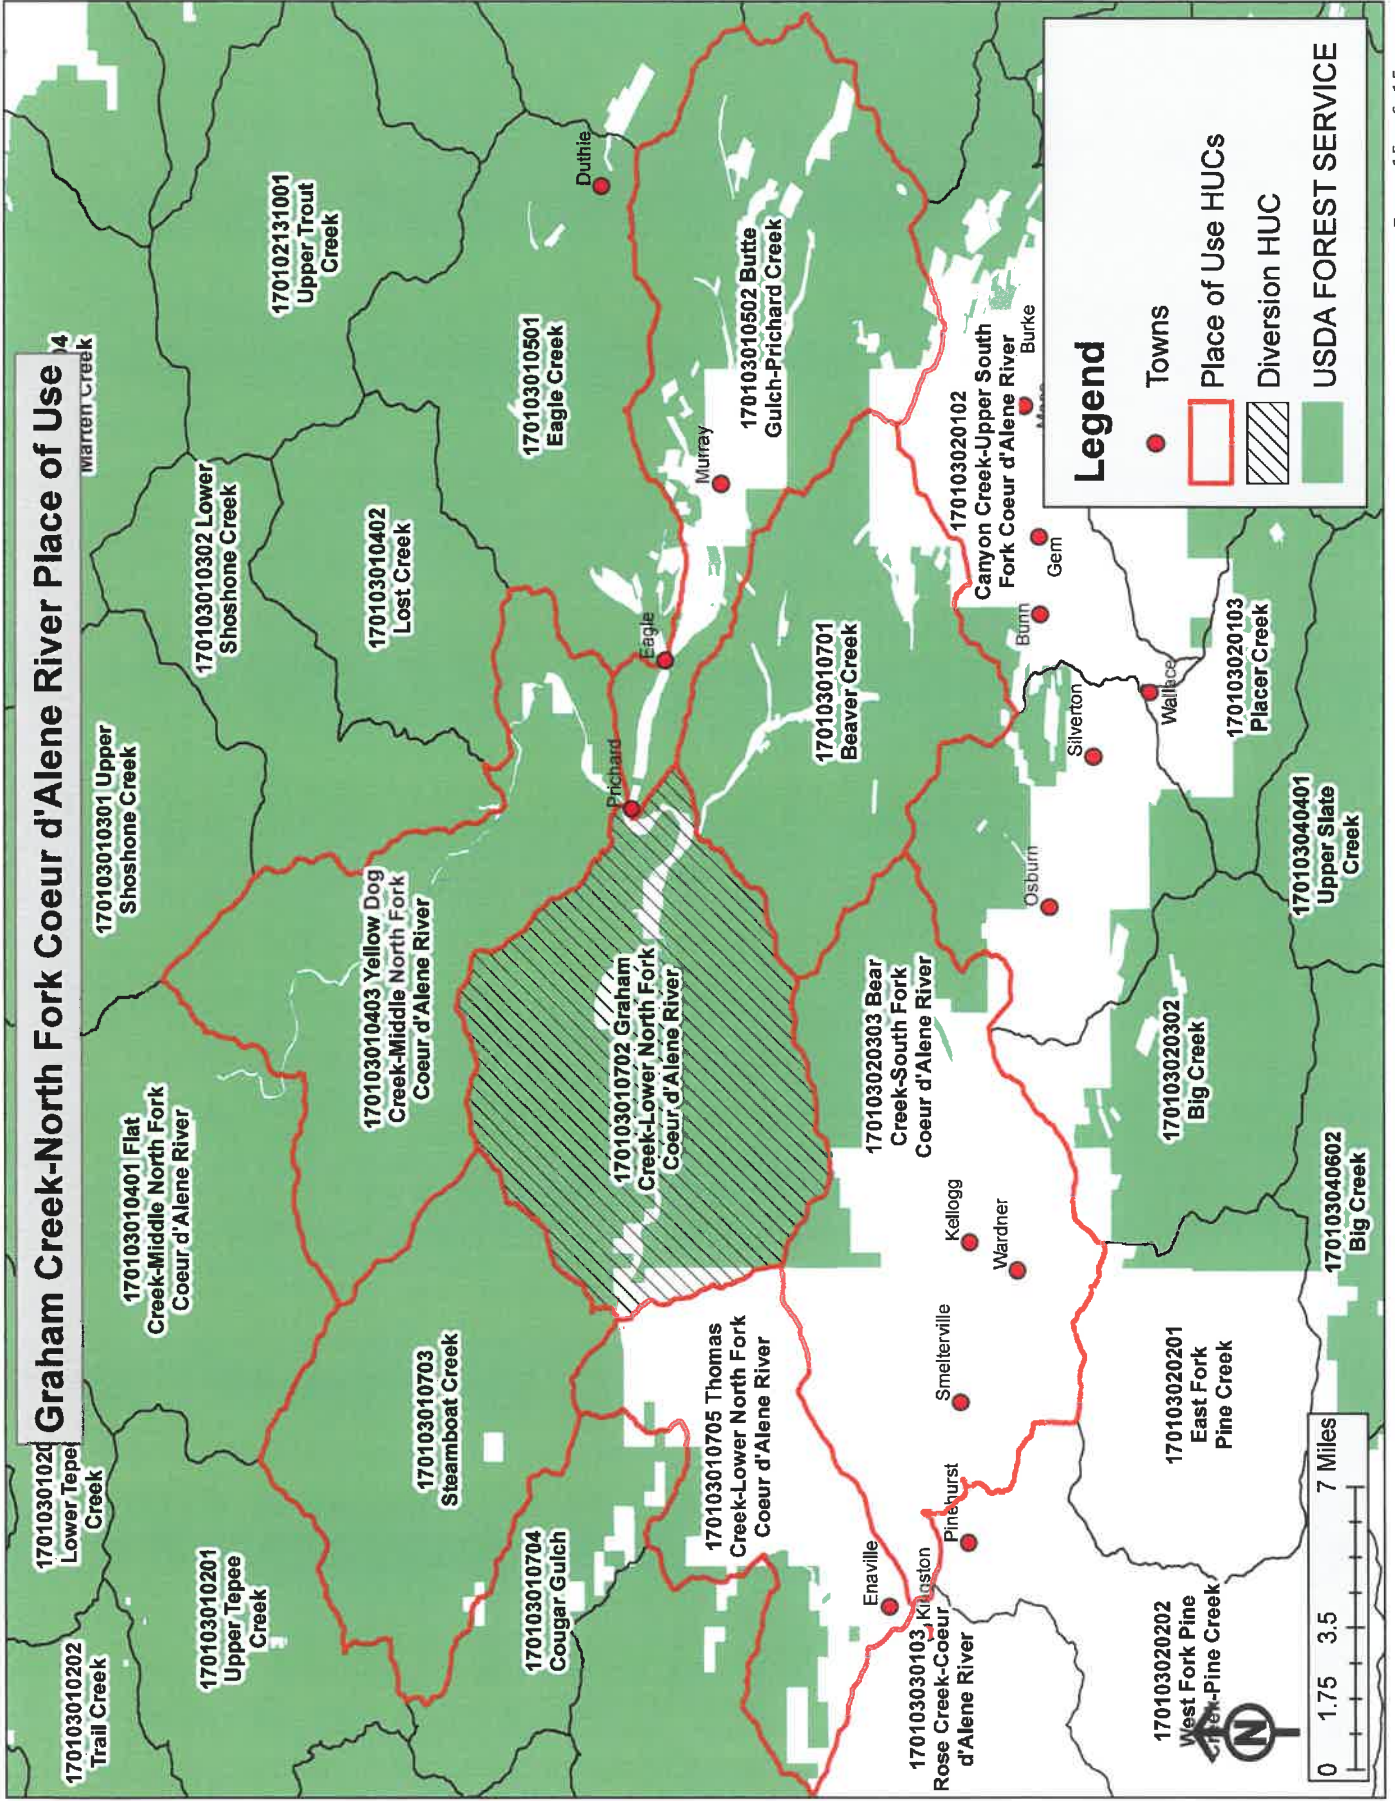 Graham Creek-North Fork Coeur d'Alene River Place of Use
Marten Creek
Lower Tepe
Creek
170103010202
Trail Creek
170103010201
Upper Tepee
Creek
170103010401 Flat
Creek-Middle North Fork
Coeur d'Alene River
170103010301 Upper
Shoshone Creek
170103010302 Lower
Shoshone Creek
170102131001
Upper Trout
Creek
170103010402
Lost Creek
170103010403 Yellow Dog
Creek-Middle North Fork
Coeur d'Alene River
170103010703
Steamboat Creek
170103010501
Eagle Creek
Duthie
170103010704
Cougar Gulch
170103010702 Graham
Creek-Lower North Fork
Coeur d'Alene River
Prichard
Eagle
Murray
170103010502 Butte
Gulch-Prichard Creek
170103010705 Thomas
Creek-Lower North Fork
Coeur d'Alene River
170103010701
Beaver Creek
170103020303 Bear
Creek-South Fork
Coeur d'Alene River
170103020102
Canyon Creek-Upper South
Fork Coeur d'Alene River
Enaville
Kingston
170103030103
Rose Creek-Coeur
d'Alene River
Pinehurst
Smelterville
Kellogg
Wardner
Osburn
Silverton
Bunn
Gem
Burke
Wallace
170103020202
West Fork Pine
Creek-Pine Creek
170103020201
East Fork
Pine Creek
170103020302
Big Creek
170103020103
Placer Creek
170103040602
Big Creek
170103040401
Upper Slate
Creek
N
0 1.75 3.5 7 Miles
Legend
Towns
Place of Use HUCs
Diversion HUC
USDA FOREST SERVICE